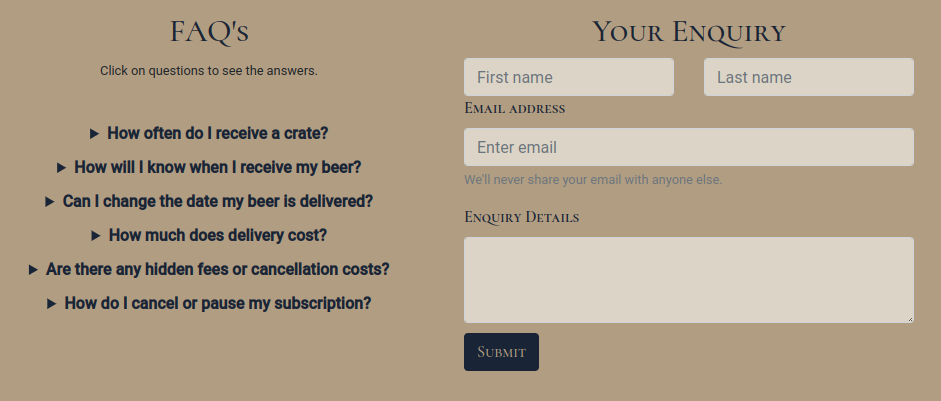 FAQ's
Click on questions to see the answers.
How often do I receive a crate?
How will I know when I receive my beer?
Can I change the date my beer is delivered?
How much does delivery cost?
Are there any hidden fees or cancellation costs?
How do I cancel or pause my subscription?
Your Enquiry
First name Last name
Email address
Enter email
We'll never share your email with anyone else.
Enquiry Details
Submit